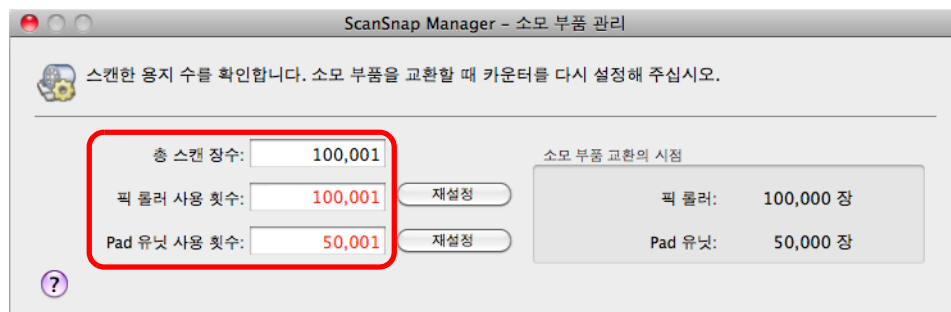 ScanSnap Manager – 소모 부품 관리
스캔한 용지 수를 확인합니다. 소모 부품을 교환할 때 카운터를 다시 설정해 주십시오.
총 스캔 장수: 100,001
소모 부품 교환의 시점
픽 롤러 사용 횟수: 100,001 재설정 픽 롤러: 100,000 장
Pad 유닛 사용 횟수: 50,001 재설정 Pad 유닛: 50,000 장
?